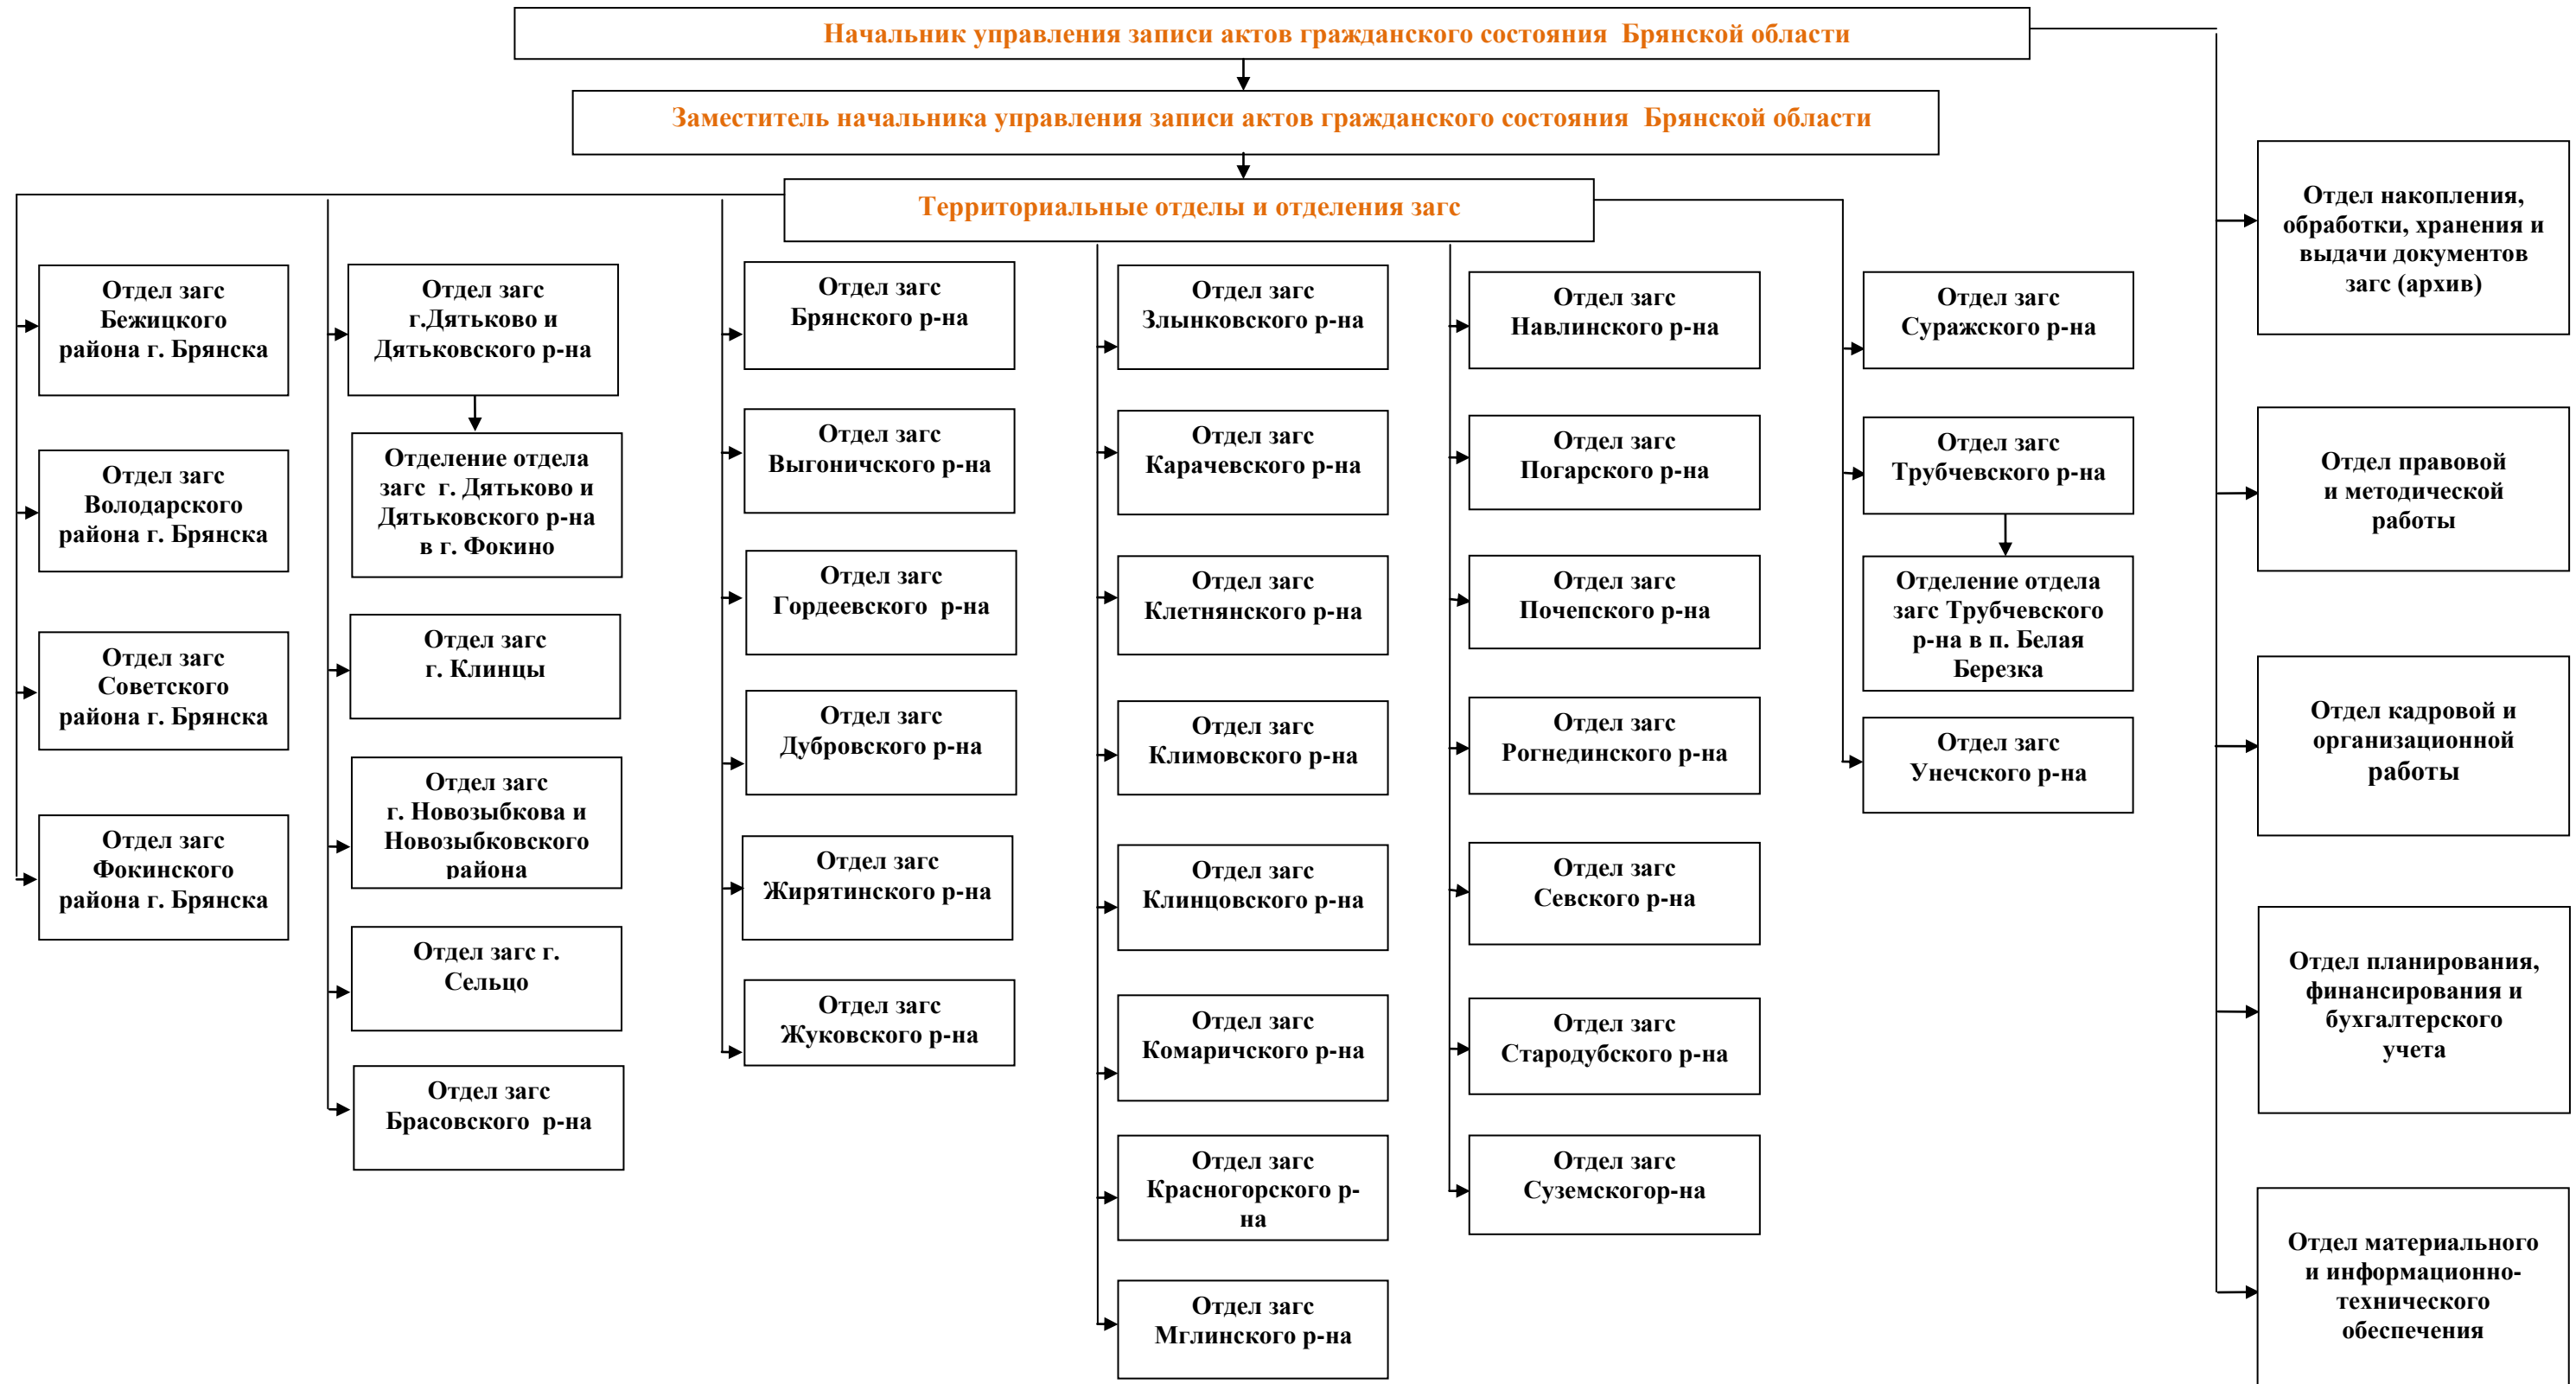 Начальник управления записи актов гражданского состояния Брянской области
Заместитель начальника управления записи актов гражданского состояния Брянской области
Территориальные отделы и отделения загс
Отдел загс
Бежицкого
района г. Брянска
Отдел загс
Володарского
района г. Брянска
Отдел загс
Советского
района г. Брянска
Отдел загс
Фокинского
района г. Брянска
Отдел загс
г.Дятьково и
Дятьковского р-на
Отделение отдела
загс г. Дятьково и
Дятьковского р-на
в г. Фокино
Отдел загс
г. Клинцы
Отдел загс
г. Новозыбкова и
Новозыбковского
района
Отдел загс г.
Сельцо
Отдел загс
Брасовского р-на
Отдел загс
Брянского р-на
Отдел загс
Выгоничского р-на
Отдел загс
Гордеевского р-на
Отдел загс
Дубровского р-на
Отдел загс
Жирятинского р-на
Отдел загс
Жуковского р-на
Отдел загс
Злынковского р-на
Отдел загс
Карачевского р-на
Отдел загс
Клетнянского р-на
Отдел загс
Климовского р-на
Отдел загс
Клинцовского р-на
Отдел загс
Комаричского р-на
Отдел загс
Красногорского р-
на
Отдел загс
Мглинского р-на
Отдел загс
Навлинского р-на
Отдел загс
Погарского р-на
Отдел загс
Почепского р-на
Отдел загс
Рогнединского р-на
Отдел загс
Севского р-на
Отдел загс
Стародубского р-на
Отдел загс
Суземскогор-на
Отдел загс
Суражского р-на
Отдел загс
Трубчевского р-на
Отделение отдела
загс Трубчевского
р-на в п. Белая
Березка
Отдел загс
Унечского р-на
Отдел накопления,
обработки, хранения и
выдачи документов
загс (архив)
Отдел правовой
и методической
работы
Отдел кадровой и
организационной
работы
Отдел планирования,
финансирования и
бухгалтерского
учета
Отдел материального
и информационно-
технического
обеспечения